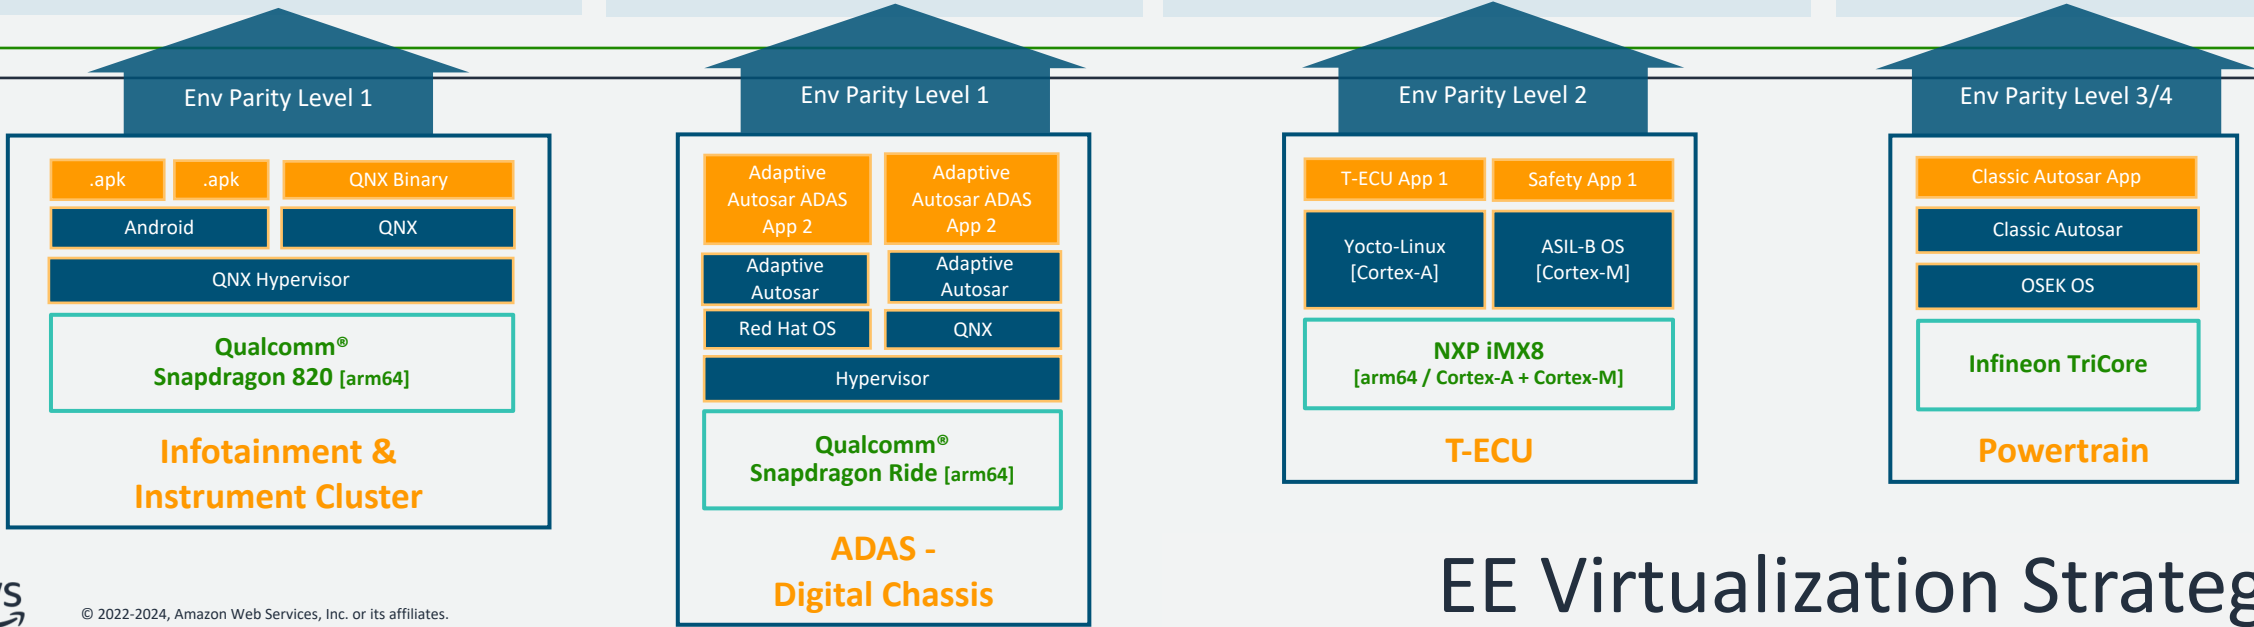 Env Parity Level 1
.apk
.apk
QNX Binary
Android
QNX
QNX Hypervisor
Qualcomm®
Snapdragon 820 [arm64]
Infotainment &
Instrument Cluster
Env Parity Level 1
Adaptive
Autosar ADAS
App 2
Adaptive
Autosar ADAS
App 2
Adaptive
Autosar
Adaptive
Autosar
Red Hat OS
QNX
Hypervisor
Qualcomm®
Snapdragon Ride [arm64]
ADAS -
Digital Chassis
Env Parity Level 2
T-ECU App 1
Safety App 1
Yocto-Linux
[Cortex-A]
ASIL-B OS
[Cortex-M]
NXP iMX8
[arm64 / Cortex-A + Cortex-M]
T-ECU
Env Parity Level 3/4
Classic Autosar App
Classic Autosar
OSEK OS
Infineon TriCore
Powertrain
EE Virtualization
© 2022-2024, Amazon Web Services, Inc. or its affiliates.